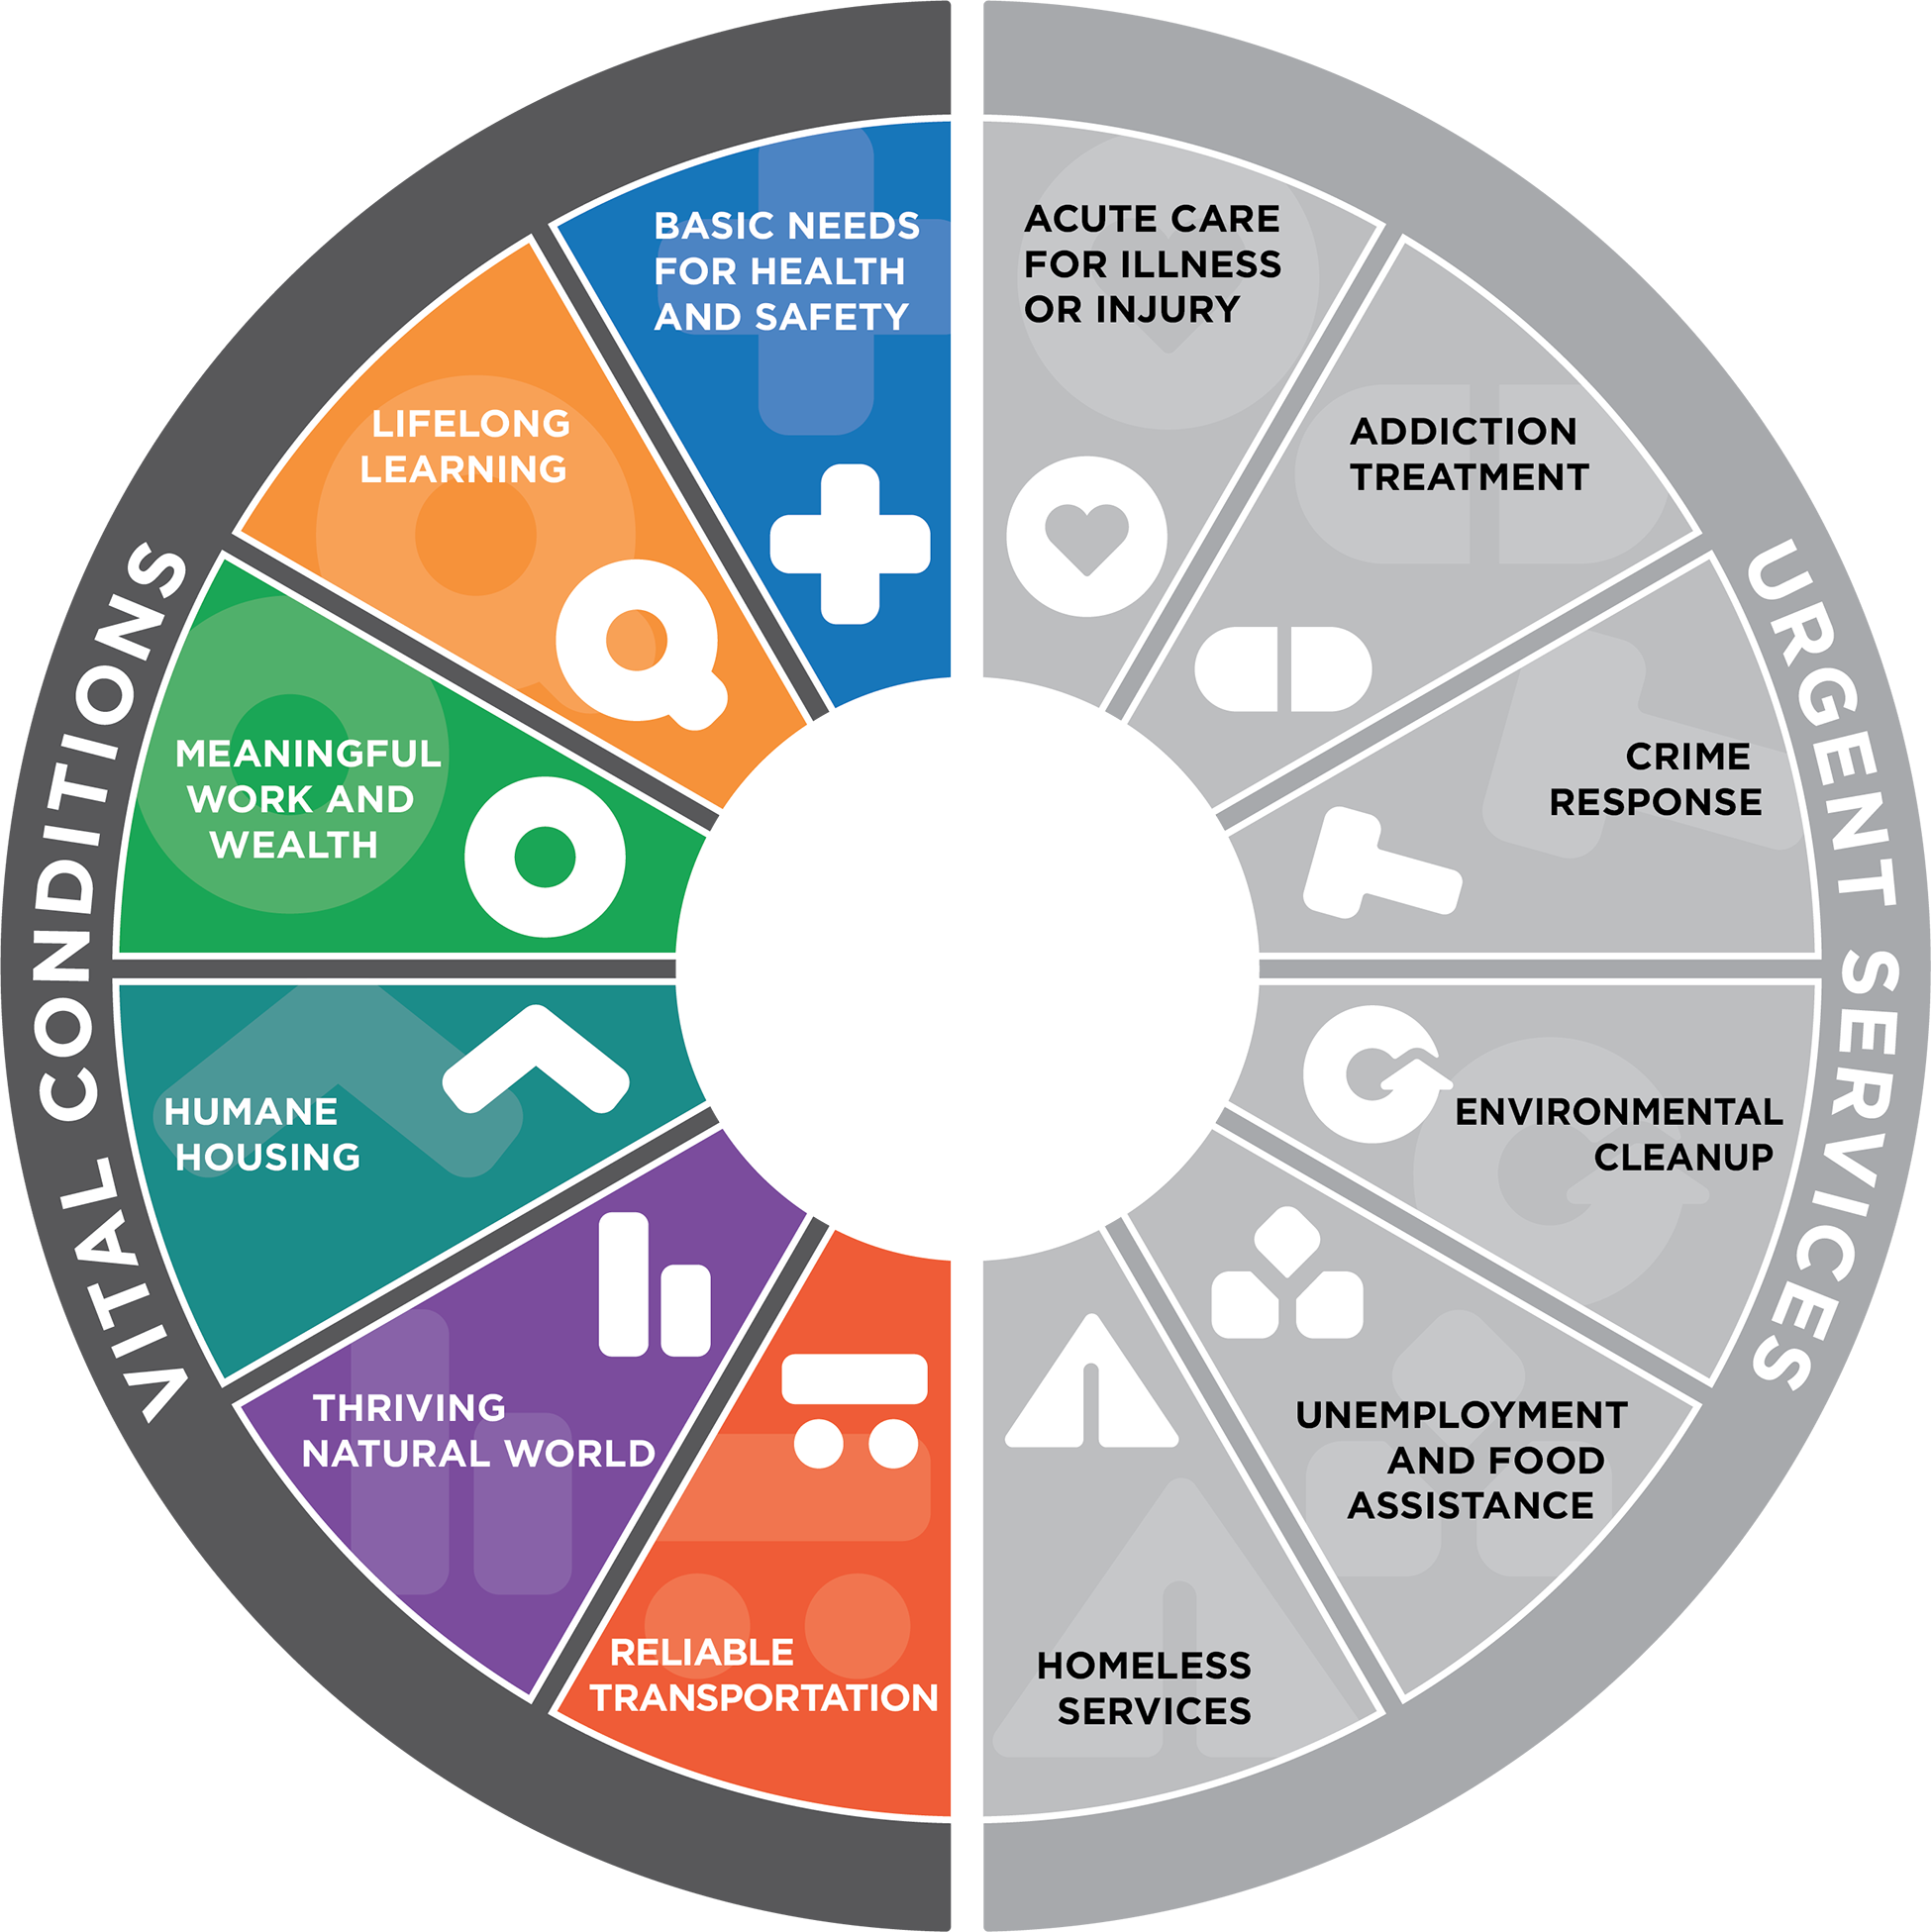 VITAL CONDITIONS
BASIC NEEDS
FOR HEALTH
AND SAFETY
LIFELONG
LEARNING
MEANINGFUL
WORK AND
WEALTH
HUMANE
HOUSING
THRIVING
NATURAL WORLD
RELIABLE
TRANSPORTATION
URGENT SERVICES
ACUTE CARE
FOR ILLNESS
OR INJURY
ADDICTION
TREATMENT
CRIME
RESPONSE
ENVIRONMENTAL
CLEANUP
UNEMPLOYMENT
AND FOOD
ASSISTANCE
HOMELESS
SERVICES